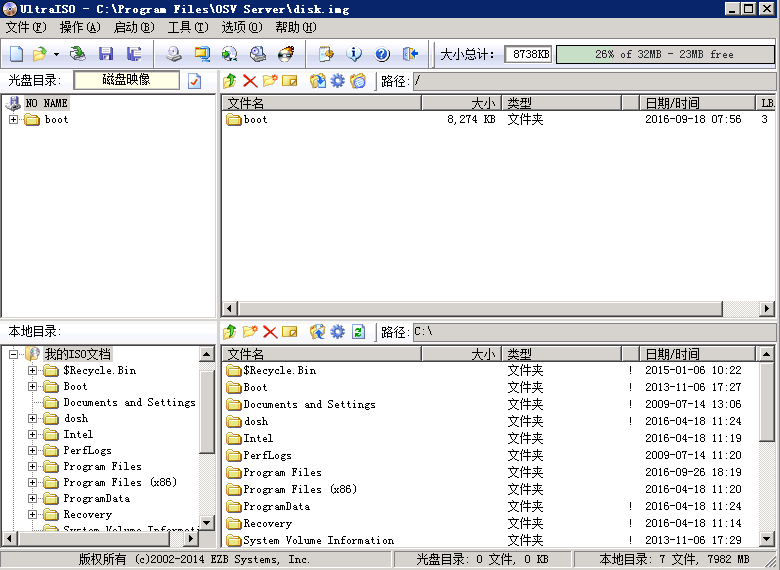 UltraISO - C:\Program Files\OSV Server\disk.img
文件(F) 操作(A) 启动(B) 工具(T) 选项(O) 帮助(H)
大小总计: 8738KB 26% of 32MB - 23MB free
光盘目录: 磁盘映像 路径: /
NO NAME
boot
文件名 大小 类型 日期/时间 LB
boot 8,274 KB 文件夹 2016-09-18 07:56 3
本地目录: 路径: C:\
我的ISO文档
$Recycle.Bin
Boot
Documents and Settings
dosh
Intel
PerfLogs
Program Files
Program Files (x86)
ProgramData
Recovery
System Volume Informati
文件名 大小 类型 日期/时间
$Recycle.Bin 文件夹 ! 2015-01-06 10:22
Boot 文件夹 ! 2013-11-06 17:27
Documents and Settings 文件夹 ! 2009-07-14 13:06
dosh 文件夹 ! 2016-04-18 11:24
Intel 文件夹 2016-04-18 11:19
PerfLogs 文件夹 2009-07-14 11:20
Program Files 文件夹 2016-09-26 18:19
Program Files (x86) 文件夹 2016-04-18 11:20
ProgramData 文件夹 ! 2016-04-18 11:24
Recovery 文件夹 ! 2016-04-18 11:14
System Volume Information 文件夹 ! 2013-11-06 17:29
版权所有 (c)2002-2014 EZB Systems, Inc. 光盘目录: 0 文件, 0 KB 本地目录: 7 文件, 7982 MB